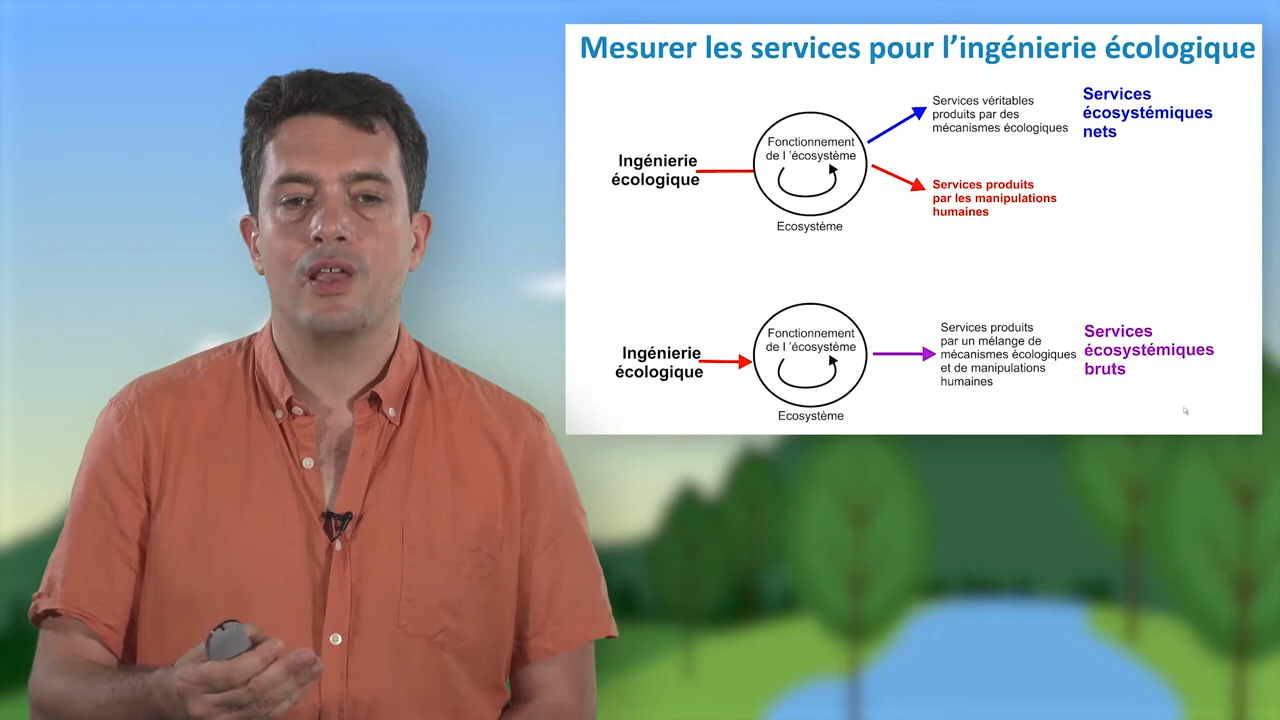 Mesurer les services pour l’ingénierie écologique
Services véritables
produits par des
mécanismes écologiques
Services
écosystémiques
nets
Fonctionnement
de l ’écosystème
Ingénierie
écologique
Services produits
par les manipulations
humaines
Ecosystème
Fonctionnement
de l ’écosystème
Ingénierie
écologique
Services produits
par un mélange de
mécanismes écologiques
et de manipulations
humaines
Services
écosystémiques
bruts
Ecosystème